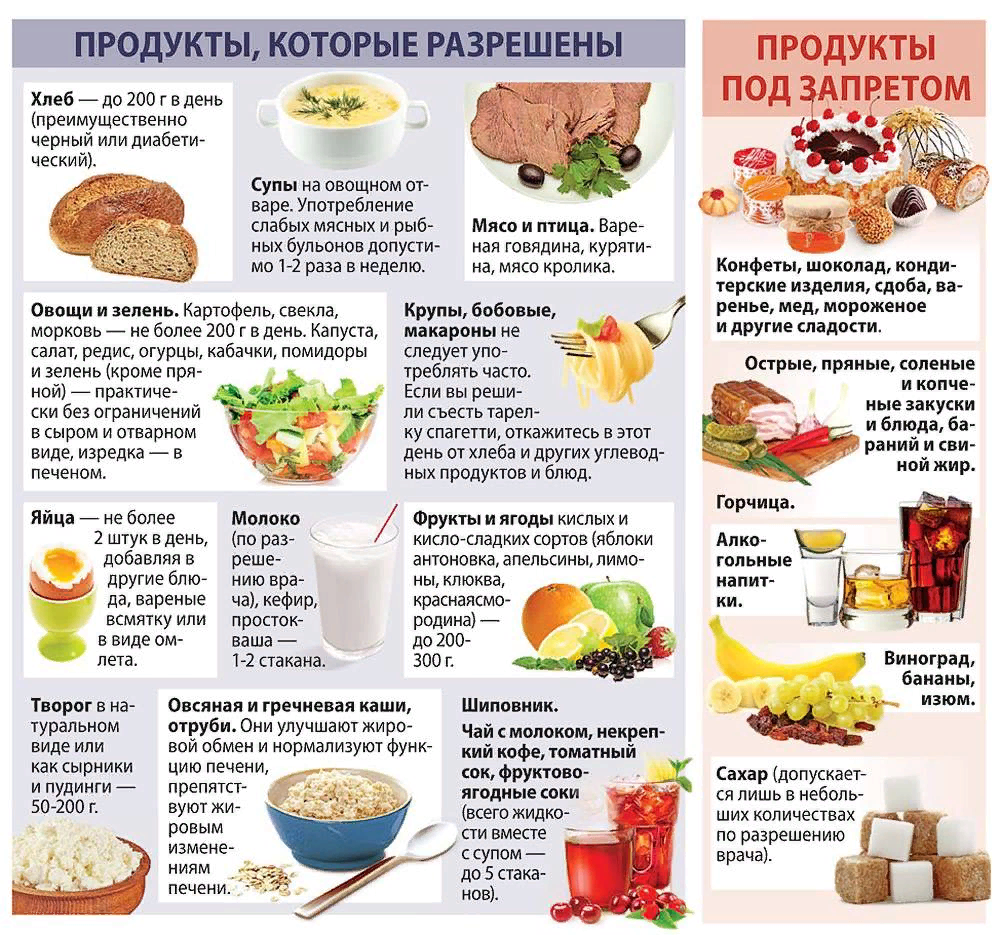 ПРОДУКТЫ, КОТОРЫЕ РАЗРЕШЕНЫ
Хлеб — до 200 г в день
(преимущественно
черный или диабети-
ческий).
Супы на овощном от-
варе. Употребление
слабых мясных и рыб-
ных бульонов допусти-
мо 1-2 раза в неделю.
Мясо и птица. Варе-
ная говядина, куряти-
на, мясо кролика.
Овощи и зелень. Картофель, свекла,
морковь — не более 200 г в день. Капуста,
салат, редис, огурцы, кабачки, помидоры
и зелень (кроме пря-
ной) — практиче-
ски без ограничений
в сыром и отварном
виде, изредка — в
печеном.
Крупы, бобовые,
макароны не
следует упо-
треблять часто.
Если вы реши-
ли съесть тарел-
ку спагетти, откажитесь в этот
день от хлеба и других углевод-
ных продуктов и блюд.
Яйца — не более
2 штук в день,
добавляя в
другие блю-
да, вареные
всмятку или
в виде ом-
лета.
Молоко
(по раз-
реше-
нию вра-
ча), кефир,
просток-
ваша —
1-2 стакана.
Фрукты и ягоды кислых и
кисло-сладких сортов (яблоки
антоновка, апельсины, лимо-
ны, клюква,
краснаясмо-
родина) —
до 200-
300 г.
Творог в на-
туральном
виде или
как сырники
и пудинги —
50-200 г.
Овсяная и гречневая каши,
отруби. Они улучшают жиро-
вой обмен и нормализуют функ-
цию печени,
препятст-
вуют жи-
ровым
измене-
ниям
печени.
Шиповник.
Чай с молоком, некреп-
кий кофе, томатный
сок, фруктово-
ягодные соки
(всего жидко-
сти вместе
с супом —
до 5 стака-
нов).
ПРОДУКТЫ
ПОД ЗАПРЕТОМ
Конфеты, шоколад, конди-
терские изделия, сдоба, ва-
ренье, мед, мороженое
и другие сладости.
Острые, пряные, соленые
и копче-
ные закуски
и блюда, ба-
раний и сви-
ной жир.
Горчица.
Алко-
гольные
напит-
ки.
Виноград,
бананы,
изюм.
Сахар (допускает-
ся лишь в неболь-
ших количествах
по разрешению
врача).